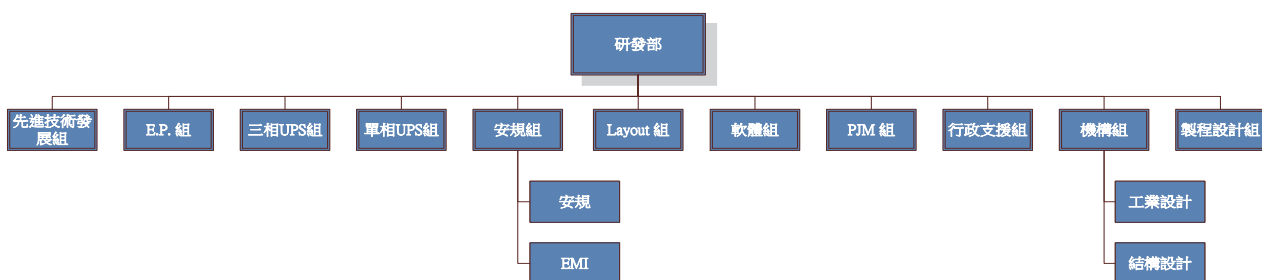 研發部
先進技術發
展組
E.P. 組
三相UPS組
單相UPS組
安規組
Layout 組
軟體組
PJM 組
行政支援組
機構組
製程設計組
安規
工業設計
EMI
結構設計